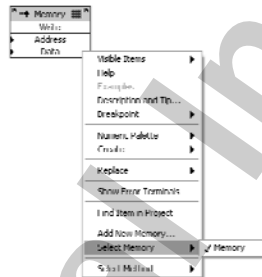 Memory
Write
Address
Data
Visible Items
Help
Examples
Description and Tip...
Breakpoint
Numeric Palette
Create
Replace
Show Error Terminals
Find Item in Project
Add New Memory...
Select Memory
Memory
Select Method